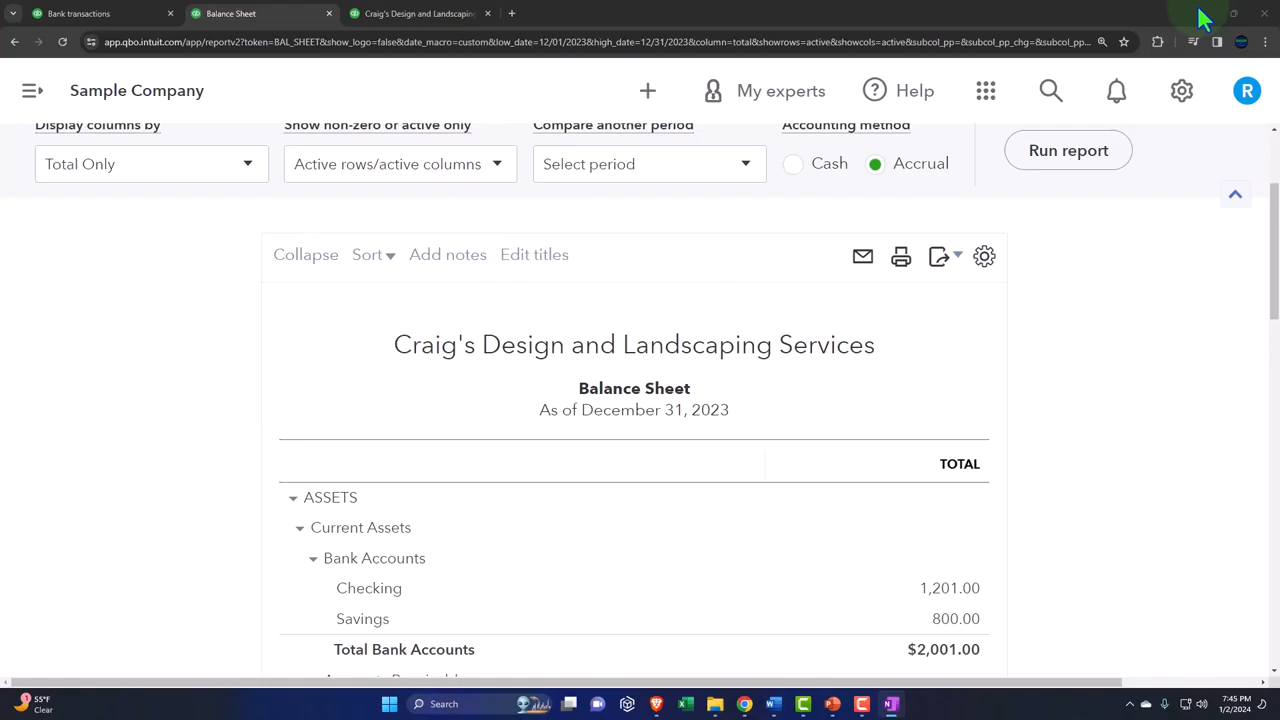 Bank transactions
Balance Sheet
Craig's Design and Landscaping
app.qbo.intuit.com/app/reportv2?token=BAL_SHEET&show_logo=false&date_macro=custom&low_date=12/01/2023&high_date=12/31/2023&column=total&showrows=active&showcols=active&subcol_pp=&subcol_pp_chg=&subcol_pp...
Sample Company
My experts
Help
R
Display columns by
Show non-zero or active only
Compare another period
Accounting method
Total Only
Active rows/active columns
Select period
Cash
Accrual
Run report
Collapse
Sort
Add notes
Edit titles
Craig's Design and Landscaping Services
Balance Sheet
As of December 31, 2023
TOTAL
ASSETS
Current Assets
Bank Accounts
Checking 1,201.00
Savings 800.00
Total Bank Accounts $2,001.00
55°F
Clear
Search
7:45 PM
1/2/2024